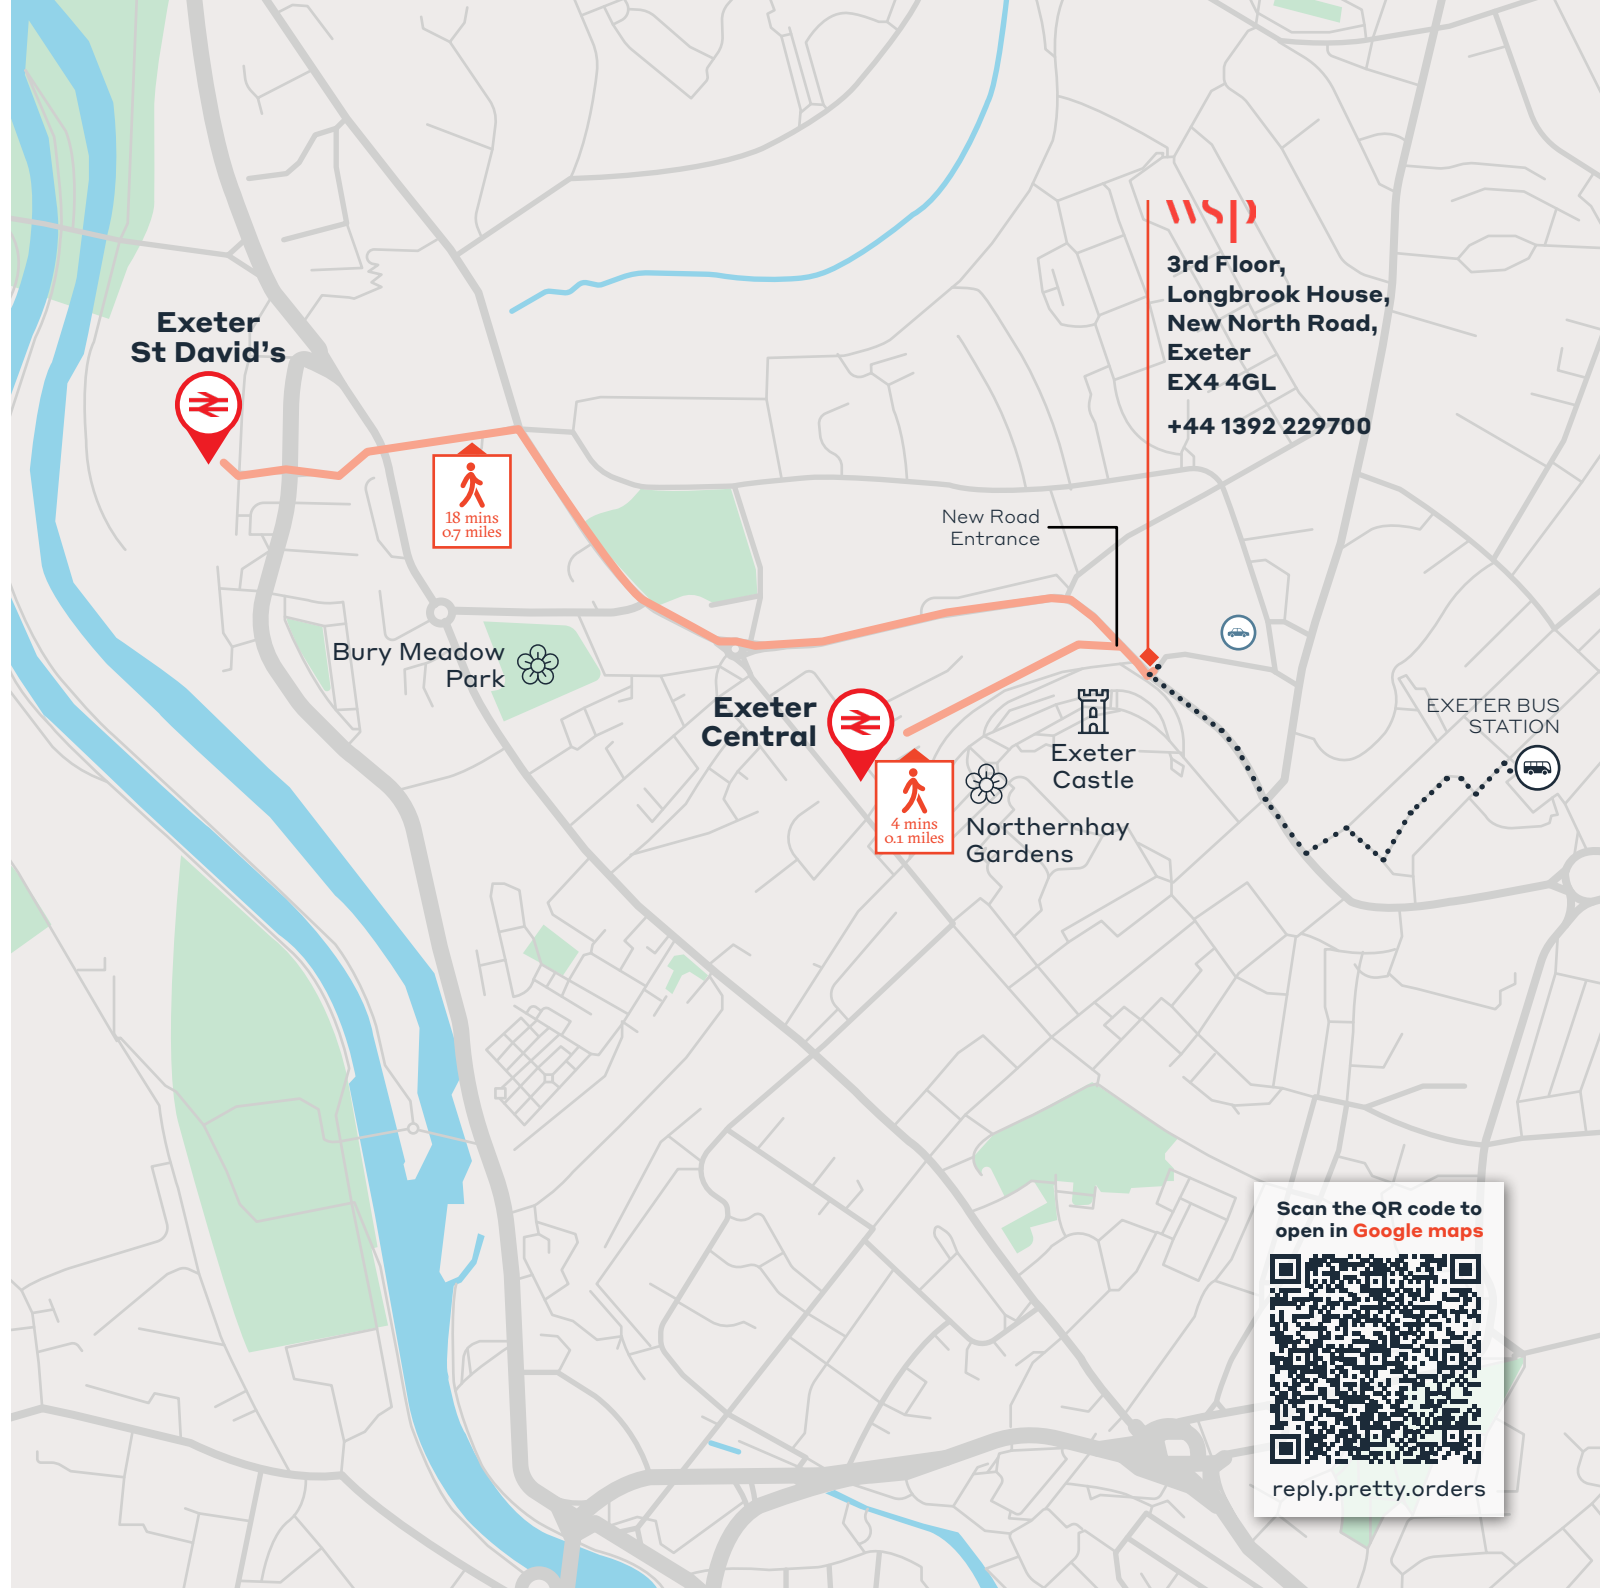 wsp
3rd Floor,
Longbrook House,
New North Road,
Exeter
EX4 4GL
+44 1392 229700
Exeter
St David’s
18 mins
0.7 miles
New Road
Entrance
Bury Meadow
Park
Exeter
Central
4 mins
0.1 miles
Exeter
Castle
Northernhay
Gardens
EXETER BUS
STATION
Scan the QR code to
open in Google maps
reply.pretty.orders